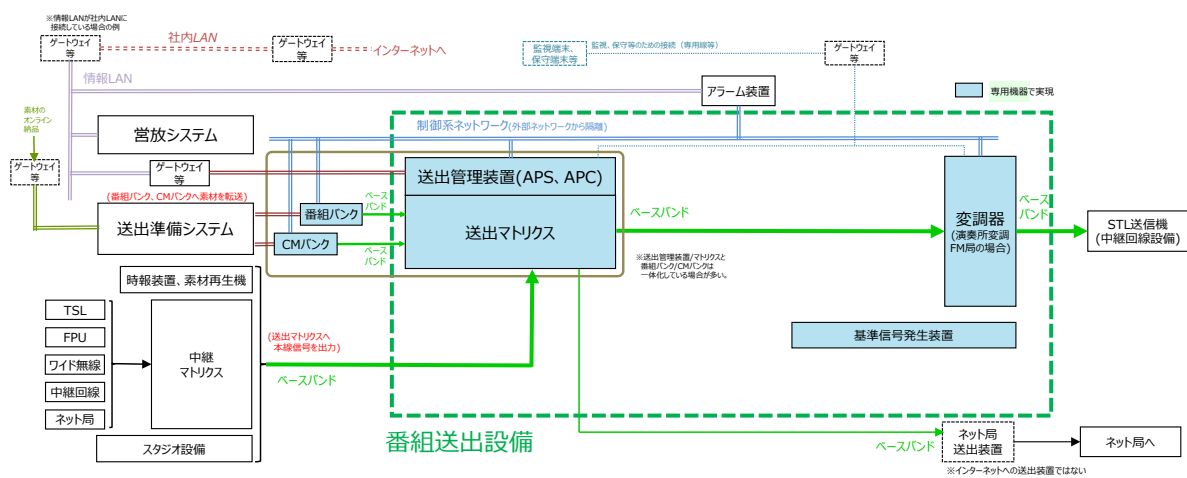 ※情報LANが社内LANに
接続している場合の例
ゲートウェイ
等
社内LAN
ゲートウェイ
等
インターネットへ
監視端末、
保守端末等
監視、保守等のための接続（専用線等）
ゲートウェイ
等
情報LAN
アラーム装置
専用機器で実現
素材の
オンライン
納品
営放システム
制御系ネットワーク(外部ネットワークから隔離)
ゲートウェイ
等
ゲートウェイ
等
送出管理装置(APS、APC)
(番組バンク、CMバンクへ素材を転送)
送出準備システム
番組バンク
ベース
バンド
CMバンク
ベース
バンド
送出マトリクス
ベースバンド
変調器
(演奏所変調
FM局の場合)
ベース
バンド
STL送信機
(中継回線設備)
※送出管理装置/マトリクスと
番組バンク/CMバンクは
一体化している場合が多い。
時報装置、素材再生機
TSL
FPU
ワイド無線
中継回線
ネット局
中継
マトリクス
(送出マトリクスへ
本線信号を出力)
ベースバンド
基準信号発生装置
スタジオ設備
番組送出設備
ベースバンド
ネット局
送出装置
ネット局へ
※インターネットへの送出装置ではない